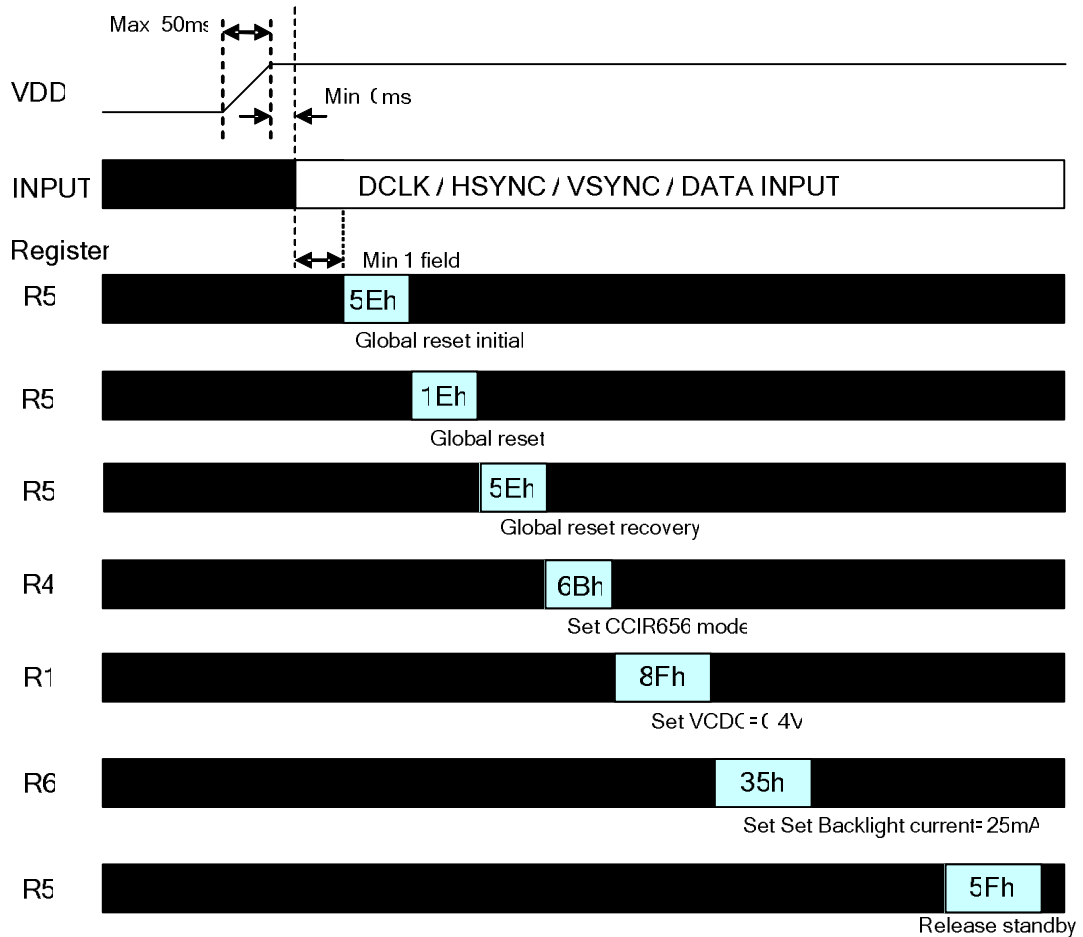 Max 50ms
VDD
Min 0ms
INPUT
DCLK / HSYNC / VSYNC / DATA INPUT
Register
Min 1 field
R5
5Eh
Global reset initial
R5
1Eh
Global reset
R5
5Eh
Global reset recovery
R4
6Bh
Set CCIR656 mode
R1
8Fh
Set 4V
R6
35h
Set Set Backlight current=25mA
R5
5Fh
Release standby